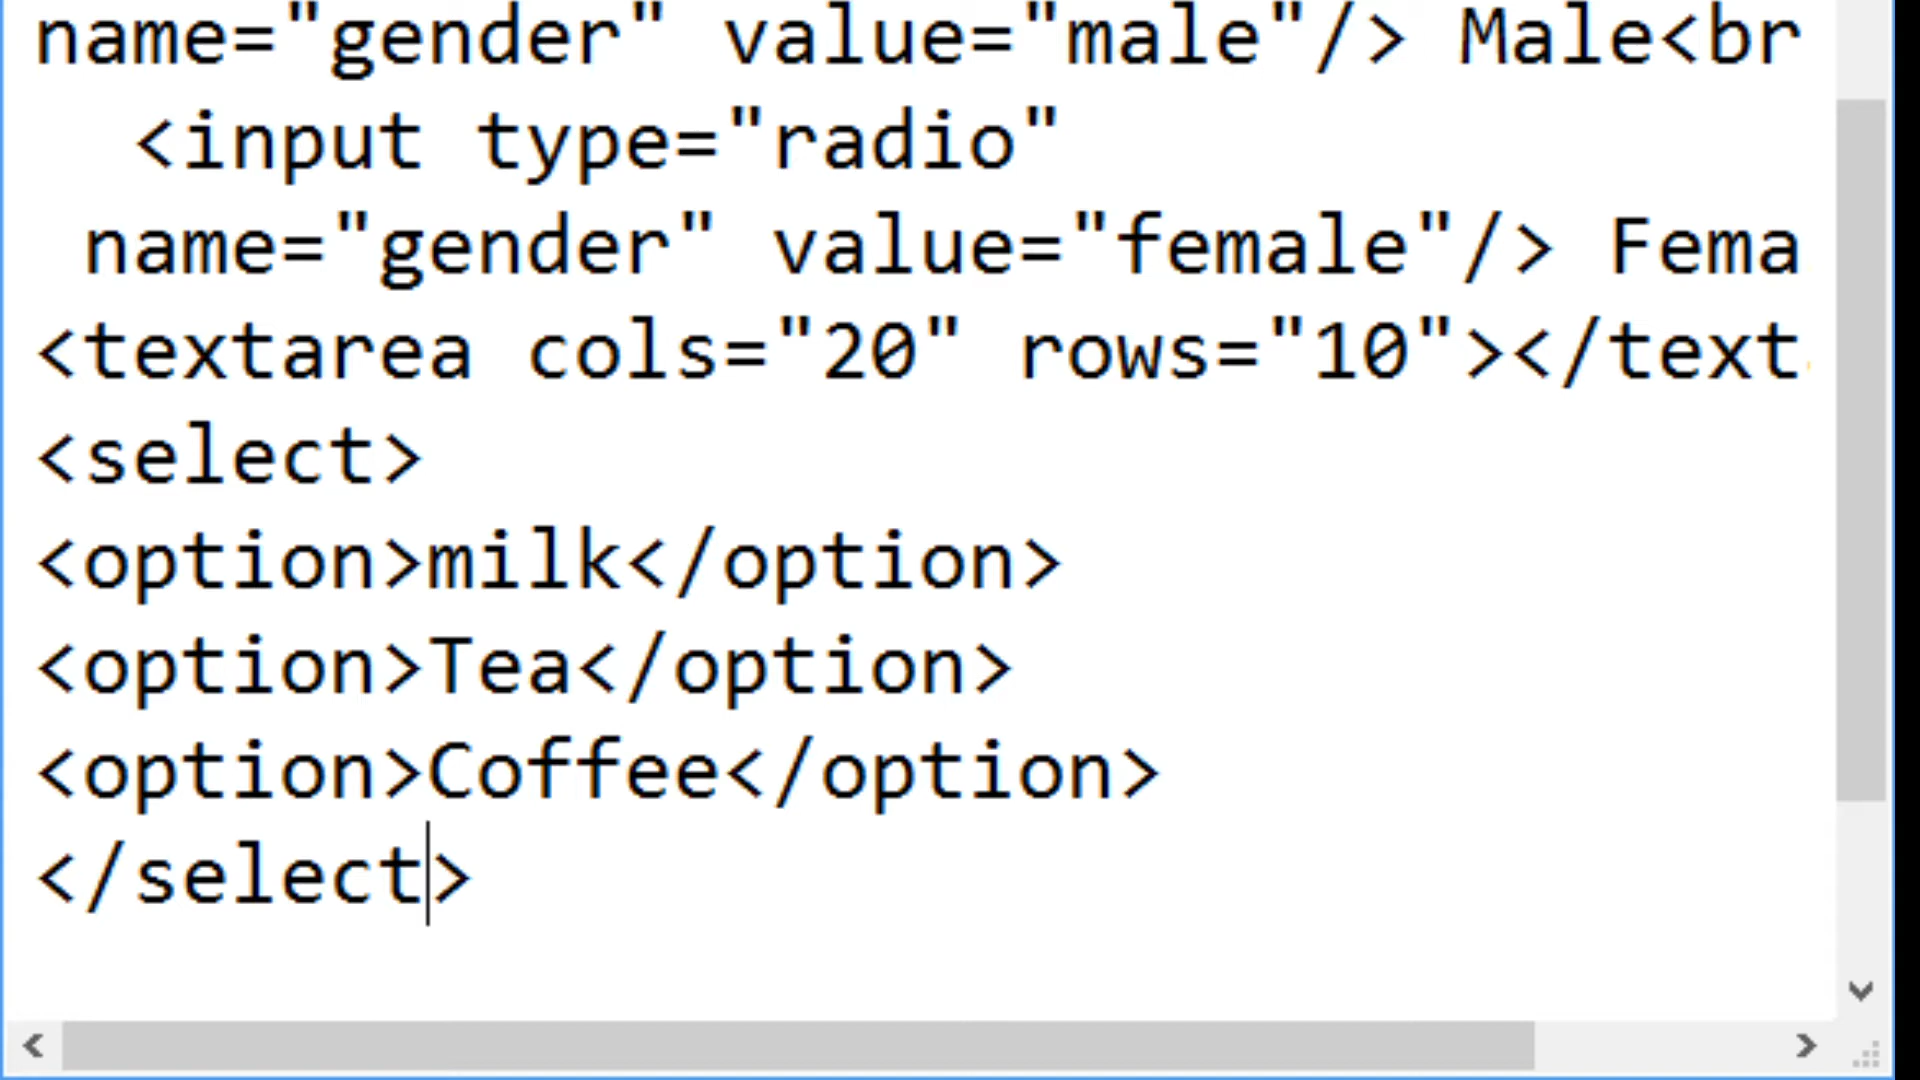 name="gender" value="male"/> Male<br
<input type="radio"
name="gender" value="female"/> Fema
<textarea cols="20" rows="10"></text
<select>
<option>milk</option>
<option>Tea</option>
<option>Coffee</option>
</select>